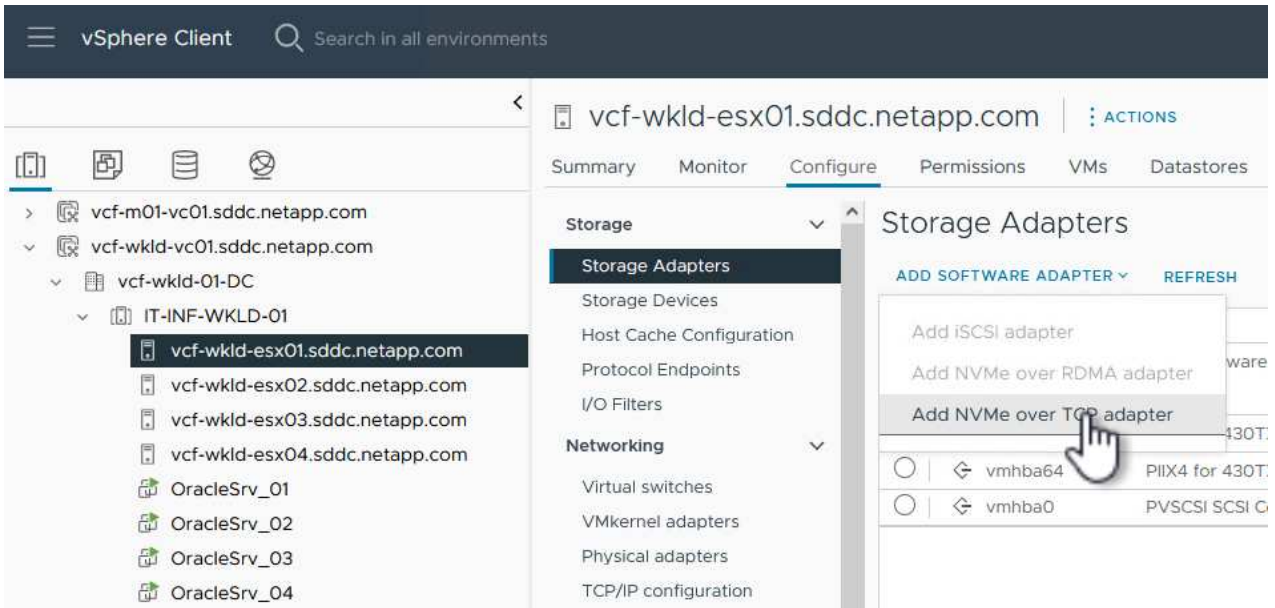 vSphere Client
Search in all environments
vcf-m01-vc01.sddc.netapp.com
vcf-wkld-vc01.sddc.netapp.com
vcf-wkld-01-DC
IT-INF-WKLD-01
vcf-wkld-esx01.sddc.netapp.com
vcf-wkld-esx02.sddc.netapp.com
vcf-wkld-esx03.sddc.netapp.com
vcf-wkld-esx04.sddc.netapp.com
OracleSrv_01
OracleSrv_02
OracleSrv_03
OracleSrv_04
vcf-wkld-esx01.sddc.netapp.com ACTIONS
Summary Monitor Configure Permissions VMs Datastores
Storage
Storage Adapters
Storage Devices
Host Cache Configuration
Protocol Endpoints
I/O Filters
Networking
Virtual switches
VMkernel adapters
Physical adapters
TCP/IP configuration
Storage Adapters
ADD SOFTWARE ADAPTER REFRESH
Add iSCSI adapter
Add NVMe over RDMA adapter
Add NVMe over TCP adapter
ware
430T
vmhba64 PIIX4 for 430T
vmhba0 PVSCSI SCSI C